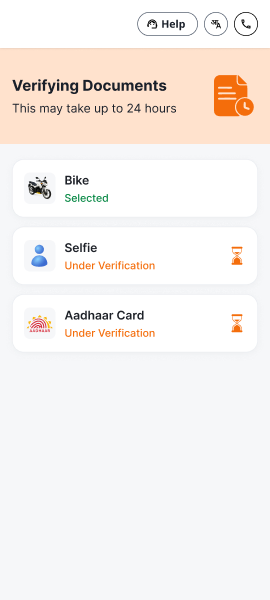 Help
Verifying Documents
This may take up to 24 hours
Bike
Selected
Selfie
Under Verification
Aadhaar Card
AADHAAR
Under Verification